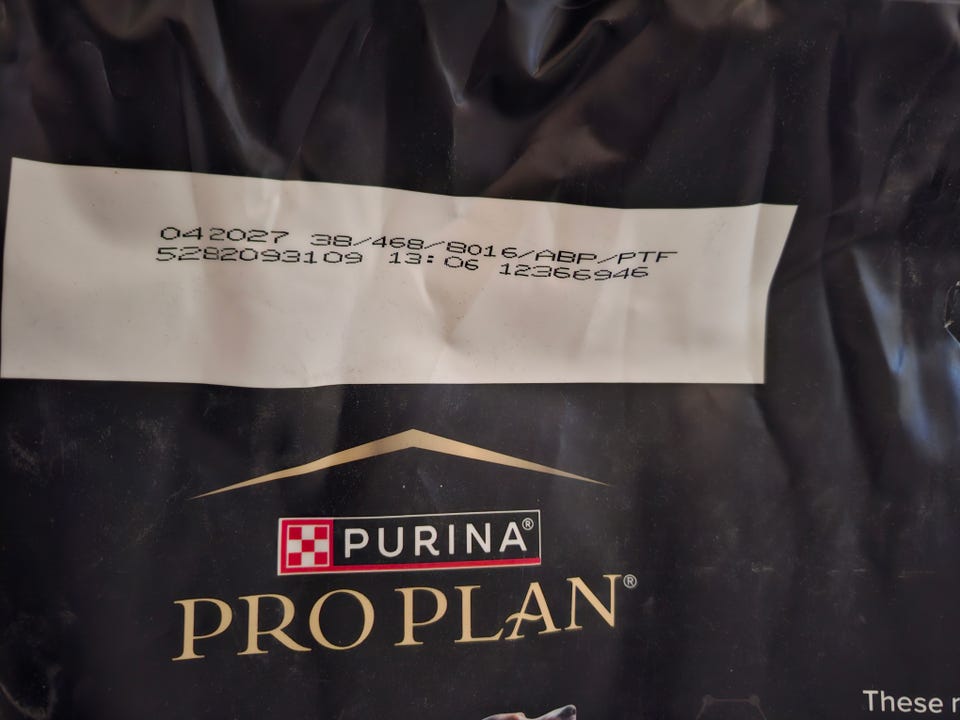 042027 38/468/8016/ABP/PTF
5282093109 13:06 12366946
PURINA®
PRO PLAN®
These